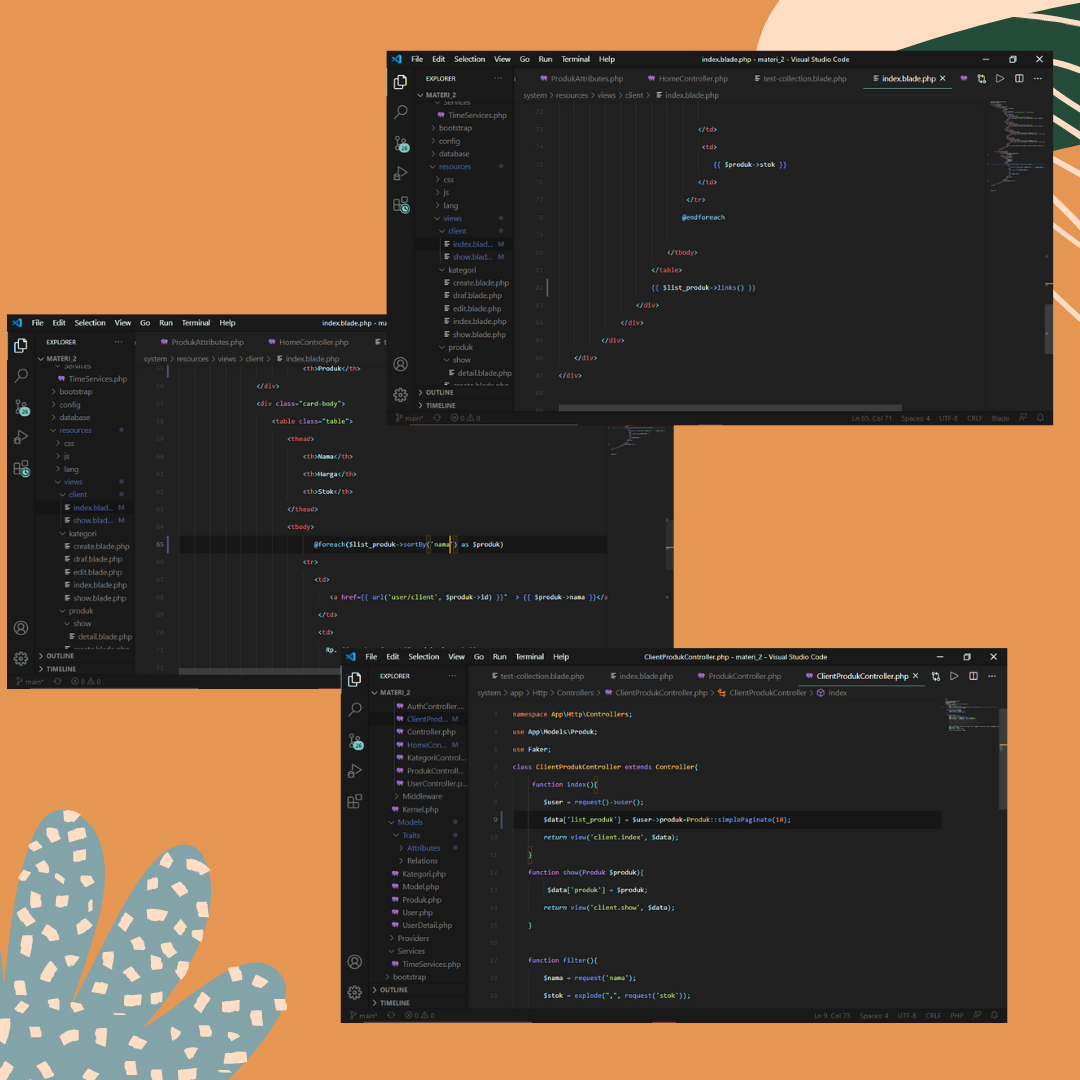 File Edit Selection View Go Run Terminal Help index.blade.php - materi_2 - Visual Studio Code
EXPLORER ···
ProdukAttributes.php HomeController.php test-collection.blade.php index.blade.php
MATERI_2
system > resources > views > client > index.blade.php
services
TimeServices.php
bootstrap
config
database
resources
css
js
lang
views
client
index.blad... M
show.blad... M
kategori
create.blade.php
draf.blade.php
edit.blade.php
index.blade.php
show.blade.php
produk
show
detail.blade.php
OUTLINE
TIMELINE
72
73 </td>
74 <td>
75 {{ $produk->stok }}
76 </td>
77 </tr>
78 @endforeach
79
80 </tbody>
81 </table>
82 {{ $list_produk->links() }}
83 </div>
84 </div>
85 </div>
86 </div>
87 </div>
88
main* 0 0 Ln 65, Col 71 Spaces: 4 UTF-8 CRLF Blade
File Edit Selection View Go Run Terminal Help index.blade.php - ma
EXPLORER ···
ProdukAttributes.php HomeController.php
MATERI_2
system > resources > views > client > index.blade.php
services
TimeServices.php
bootstrap
config
database
resources
css
js
lang
views
client
index.blad... M
show.blad... M
kategori
create.blade.php
draf.blade.php
edit.blade.php
index.blade.php
show.blade.php
produk
show
detail.blade.php
OUTLINE
TIMELINE
55 <th>Produk</th>
56 </div>
57 <div class="card-body">
58 <table class="table">
59 <thead>
60 <th>Nama</th>
61 <th>Harga</th>
62 <th>Stok</th>
63 </thead>
64 <tbody>
65 @foreach($list_produk->sortBy('nama') as $produk)
66 <tr>
67 <td>
68 <a href={{ url('user/client', $produk->id) }}" > {{ $produk->nama }}</a
69 </td>
70 <td>
71 Rp.
72
main* 0 0
File Edit Selection View Go Run Terminal Help ClientProdukController.php - materi_2 - Visual Studio Code
EXPLORER ···
test-collection.blade.php index.blade.php ProdukController.php ClientProdukController.php
MATERI_2
system > app > Http > Controllers > ClientProdukController.php > ClientProdukController > index
AuthController....
ClientProd... M
Controller.php
HomeCon... M
KategoriControl...
ProdukControll...
UserController.p...
Middleware
Kernel.php
Models
Traits
Attributes
Relations
Kategori.php
Model.php
Produk.php
User.php
UserDetail.php
Providers
Services
TimeServices.php
bootstrap
OUTLINE
TIMELINE
3 namespace App\Http\Controllers;
4 use App\Models\Produk;
5 use Faker;
6 class ClientProdukController extends Controller{
7 function index(){
8 $user = request()->user();
9 $data['list_produk'] = $user->produk=Produk::simplePaginate(10);
10 return view('client.index', $data);
11 }
12 function show(Produk $produk){
13 $data['produk'] = $produk;
14 return view('client.show', $data);
15 }
16
17 function filter(){
18 $nama = request('nama');
19 $stok = explode(",", request('stok'));
main* 0 0 Ln 9, Col 73 Spaces: 4 UTF-8 CRLF PHP